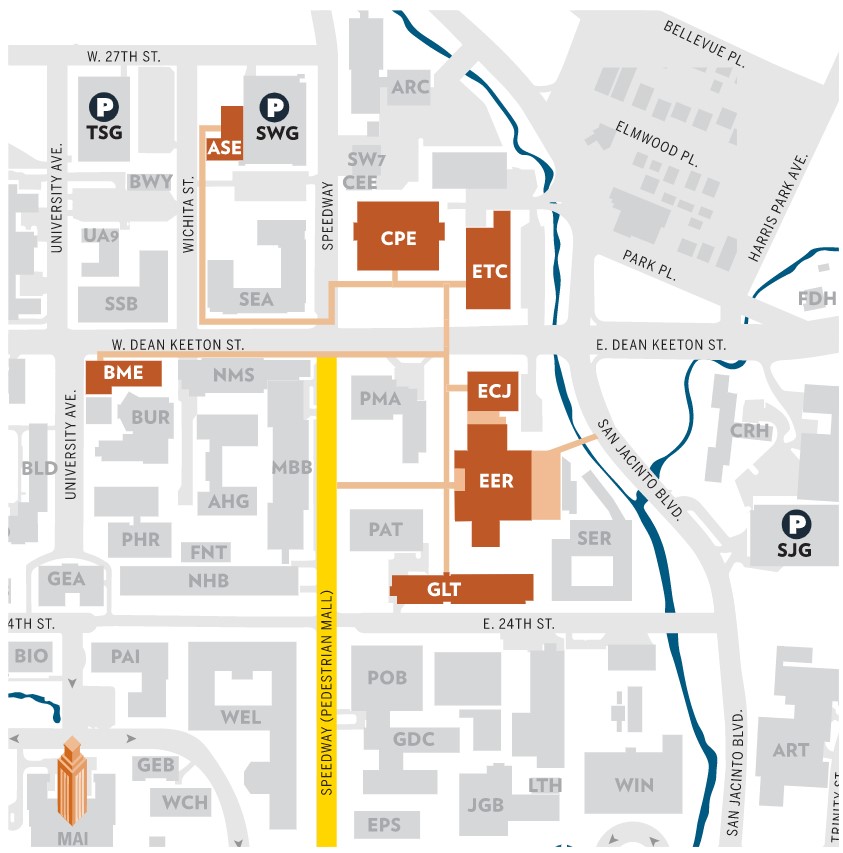 BELLEVUE PL.
W. 27TH ST.
ARC
P
TSG
P
SWG
ASE
ELMWOOD PL.
SW7
CEE
BWY
UNIVERSITY AVE.
WICHITA ST.
SPEEDWAY
HARRIS PARK AVE.
UA9
CPE
ETC
PARK PL.
SSB
SEA
FDH
W. DEAN KEETON ST.
E. DEAN KEETON ST.
BME
NMS
PMA
ECJ
BUR
UNIVERSITY AVE.
CRH
SAN JACINTO BLVD.
BLD
MBB
EER
AHG
P
SJG
PHR
PAT
SER
FNT
GEA
NHB
GLT
4TH ST.
E. 24TH ST.
BIO
PAI
SPEEDWAY (PEDESTRIAN MALL)
POB
WEL
GDC
SAN JACINTO BLVD.
ART
GEB
WCH
LTH
WIN
JGB
TRINITY ST
EPS
MAI